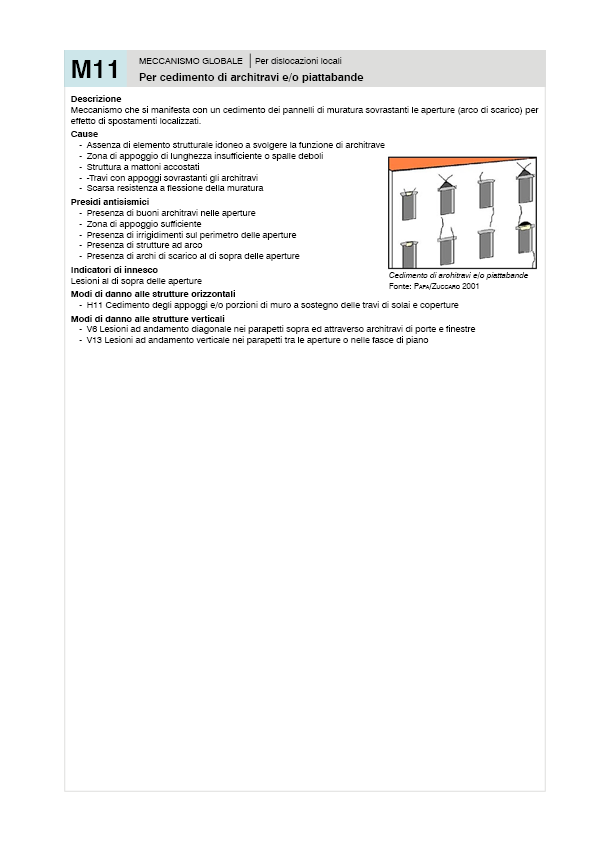 M11
MECCANISMO GLOBALE | Per dislocazioni locali
Per cedimento di architravi e/o piattabande
Descrizione
Meccanismo che si manifesta con un cedimento dei pannelli di muratura sovrastanti le aperture (arco di scarico) per
effetto di spostamenti localizzati.
Cause
- Assenza di elemento strutturale idoneo a svolgere la funzione di architrave
- Zona di appoggio di lunghezza insufficiente o spalle deboli
- Struttura a mattoni accostati
- -Travi con appoggi sovrastanti gli architravi
- Scarsa resistenza a flessione della muratura
Presidi antisismici
- Presenza di buoni architravi nelle aperture
- Zona di appoggio sufficiente
- Presenza di irrigidimenti sul perimetro delle aperture
- Presenza di strutture ad arco
- Presenza di archi di scarico al di sopra delle aperture
Indicatori di innesco
Lesioni al di sopra delle aperture
Cedimento di architravi e/o piattabande
Fonte: PAPA/ZUCCARO 2001
Modi di danno alle strutture orizzontali
- H11 Cedimento degli appoggi e/o porzioni di muro a sostegno delle travi di solai e coperture
Modi di danno alle strutture verticali
- V6 Lesioni ad andamento diagonale nei parapetti sopra ed attraverso architravi di porte e finestre
- V13 Lesioni ad andamento verticale nei parapetti tra le aperture o nelle fasce di piano